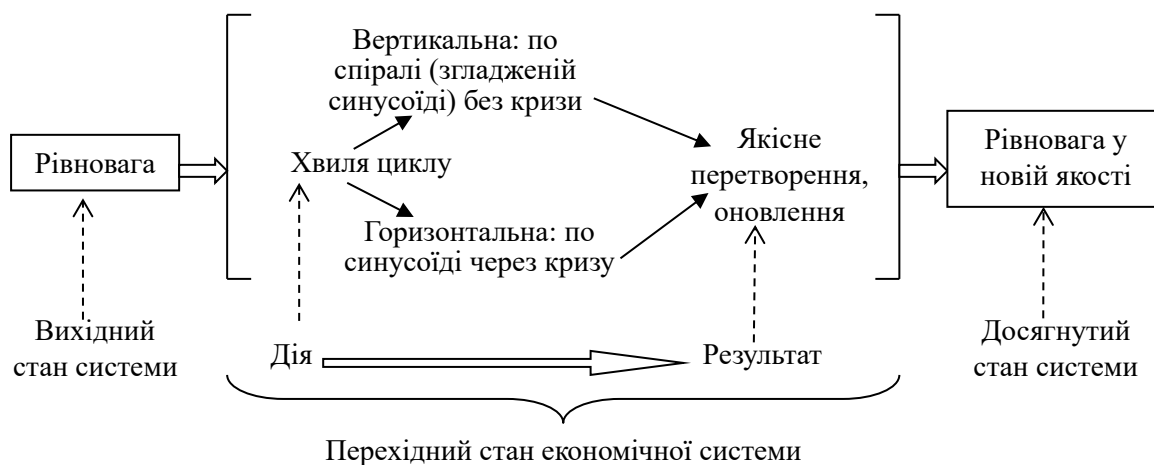 Вертикальна: по
спіралі (згладженій
синусоїді) без кризи
Рівновага
Хвиля циклу
Якісне
перетворення,
оновлення
Рівновага у
новій якості
Горизонтальна: по
синусоїді через кризу
Вихідний
стан системи
Дія
Результат
Досягнутий
стан системи
Перехідний стан економічної системи